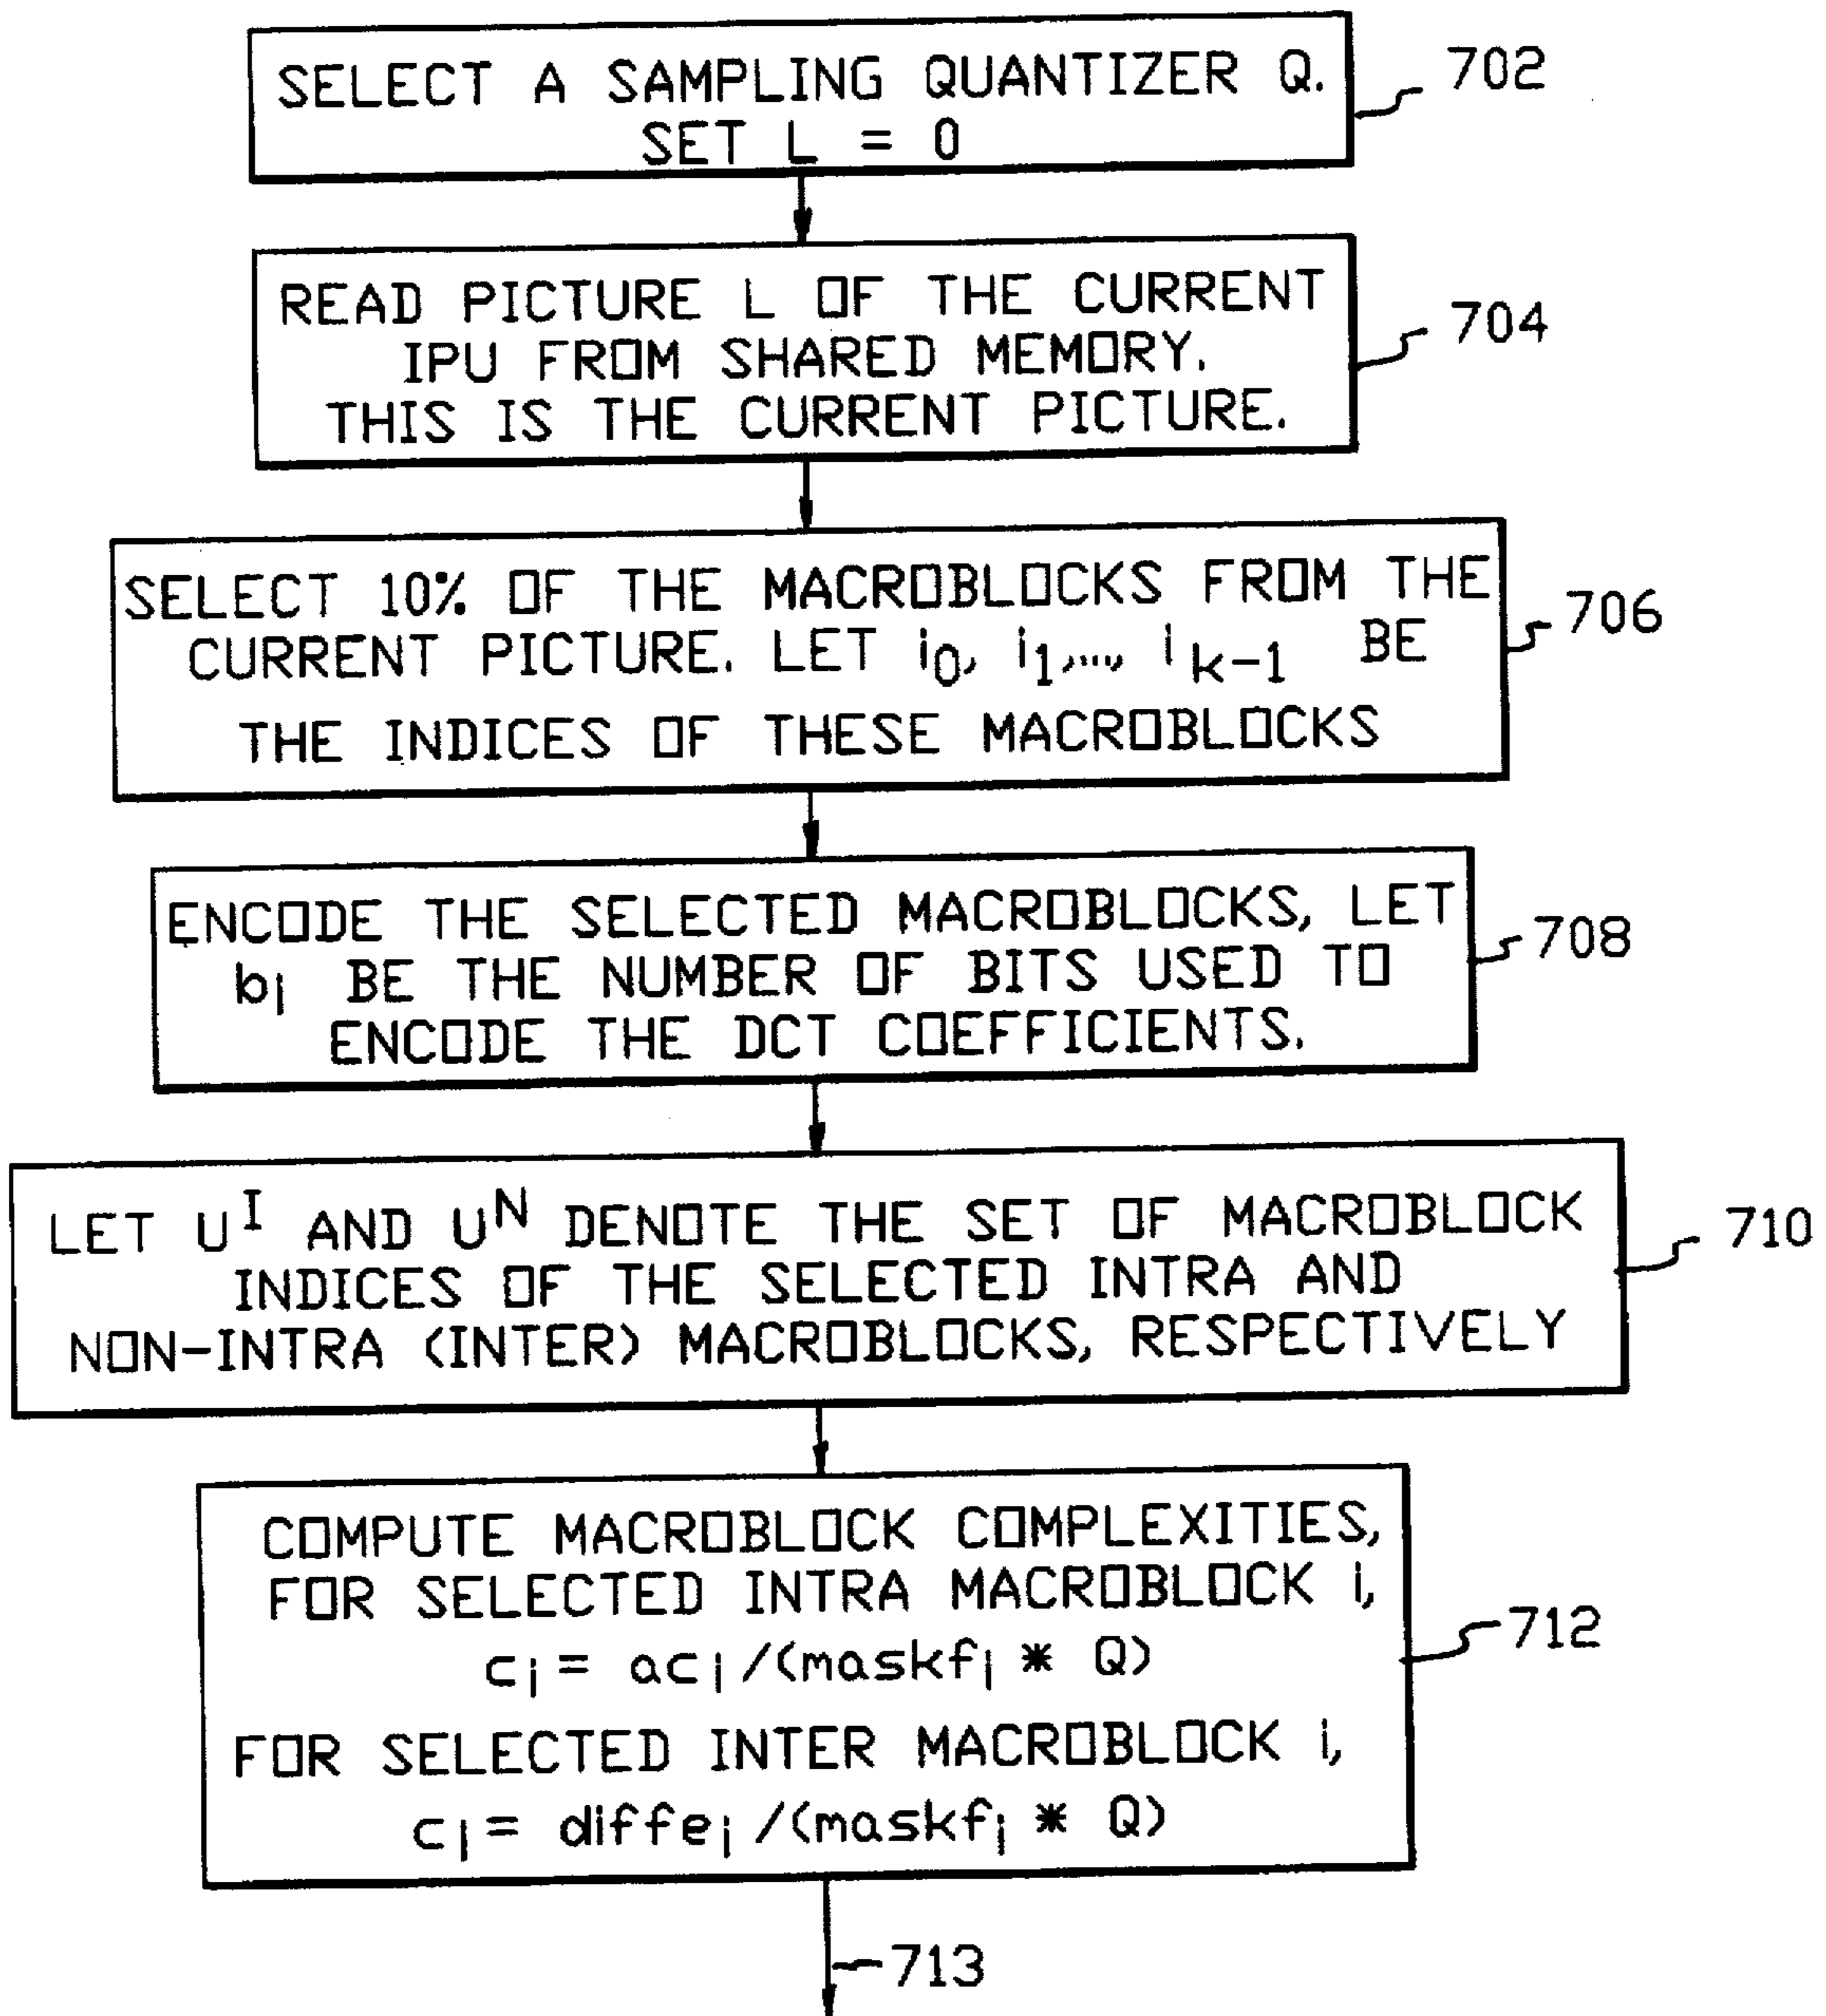 SELECT A SAMPLING QUANTIZER Q.
SET L = 0
702
READ PICTURE L OF THE CURRENT
IPU FROM SHARED MEMORY.
THIS IS THE CURRENT PICTURE.
704
SELECT 10% OF THE MACROBLOCKS FROM THE
CURRENT PICTURE. LET i0, i1,..., i k-1 BE
THE INDICES OF THESE MACROBLOCKS
706
ENCODE THE SELECTED MACROBLOCKS, LET
bi BE THE NUMBER OF BITS USED TO
ENCODE THE DCT COEFFICIENTS.
708
LET U^I AND U^N DENOTE THE SET OF MACROBLOCK
INDICES OF THE SELECTED INTRA AND
NON-INTRA (INTER) MACROBLOCKS, RESPECTIVELY
710
COMPUTE MACROBLOCK COMPLEXITIES,
FOR SELECTED INTRA MACROBLOCK i,
ci = aci /(maskfi * Q)
FOR SELECTED INTER MACROBLOCK i,
ci = diffei /(maskfi * Q)
712
713